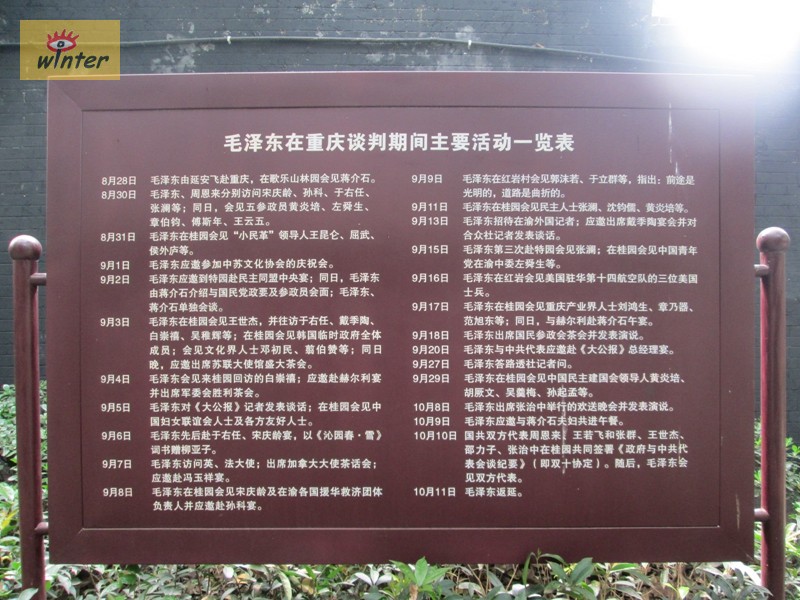 winter
毛泽东在重庆谈判期间主要活动一览表
8月28日 毛泽东由延安飞赴重庆，在歌乐山林园会见蒋介石。
8月30日 毛泽东、周恩来分别访问宋庆龄、孙科、于右任、
张澜等；同日，会见五参政员黄炎培、左舜生、
章伯钧、傅斯年、王云五。
8月31日 毛泽东在桂园会见“小民革”领导人王昆仑、屈武、
侯外庐等。
9月1日 毛泽东应邀参加中苏文化协会的庆祝会。
9月2日 毛泽东应邀到特园赴民主同盟中央宴；同日，毛泽东
由蒋介石介绍与国民党政要及参政员会面；毛泽东、
蒋介石单独会谈。
9月3日 毛泽东在桂园会见王世杰，并往访于右任、戴季陶、
白崇禧、吴稚辉等；在桂园会见韩国临时政府全体
成员；会见文化界人士邓初民、翦伯赞等；同日
晚，应邀出席苏联大使馆盛大茶会。
9月4日 毛泽东会见来桂园回访的白崇禧；应邀赴赫尔利宴
并出席军委会胜利茶会。
9月5日 毛泽东对《大公报》记者发表谈话；在桂园会见中
国妇女联谊会人士及各方友好人士。
9月6日 毛泽东先后赴于右任、宋庆龄宴，以《沁园春·雪》
词书赠柳亚子。
9月7日 毛泽东访问英、法大使；出席加拿大大使茶话会；
应邀赴冯玉祥宴。
9月8日 毛泽东在桂园会见宋庆龄及在渝各国援华救济团体
负责人并应邀赴孙科宴。
9月9日 毛泽东在红岩村会见郭沫若、于立群等，指出：前途是
光明的，道路是曲折的。
9月11日 毛泽东在桂园会见民主人士张澜、沈钧儒、黄炎培等。
9月13日 毛泽东招待在渝外国记者；应邀出席戴季陶宴会并对
合众社记者发表谈话。
9月15日 毛泽东第三次赴特园会见张澜；在桂园会见中国青年
党在渝中委左舜生等。
9月16日 毛泽东在红岩会见美国驻华第十四航空队的三位美国
士兵。
9月17日 毛泽东在桂园会见重庆产业界人士刘鸿生、章乃器、
范旭东等；同日，与赫尔利赴蒋介石午宴。
9月18日 毛泽东出席国民参政会茶会并发表演说。
9月20日 毛泽东与中共代表应邀赴《大公报》总经理宴。
9月27日 毛泽东答路透社记者问。
9月29日 毛泽东在桂园会见中国民主建国会领导人黄炎培、
胡厥文、吴羹梅、孙起孟等。
10月8日 毛泽东出席张治中举行的欢送晚会并发表演说。
10月9日 毛泽东应邀与蒋介石夫妇共进午餐。
10月10日 国共双方代表周恩来、王若飞和张群、王世杰、
邵力子、张治中在桂园共同签署《政府与中共代
表会谈纪要》（即双十协定）。随后，毛泽东会
见双方代表。
10月11日 毛泽东返延。